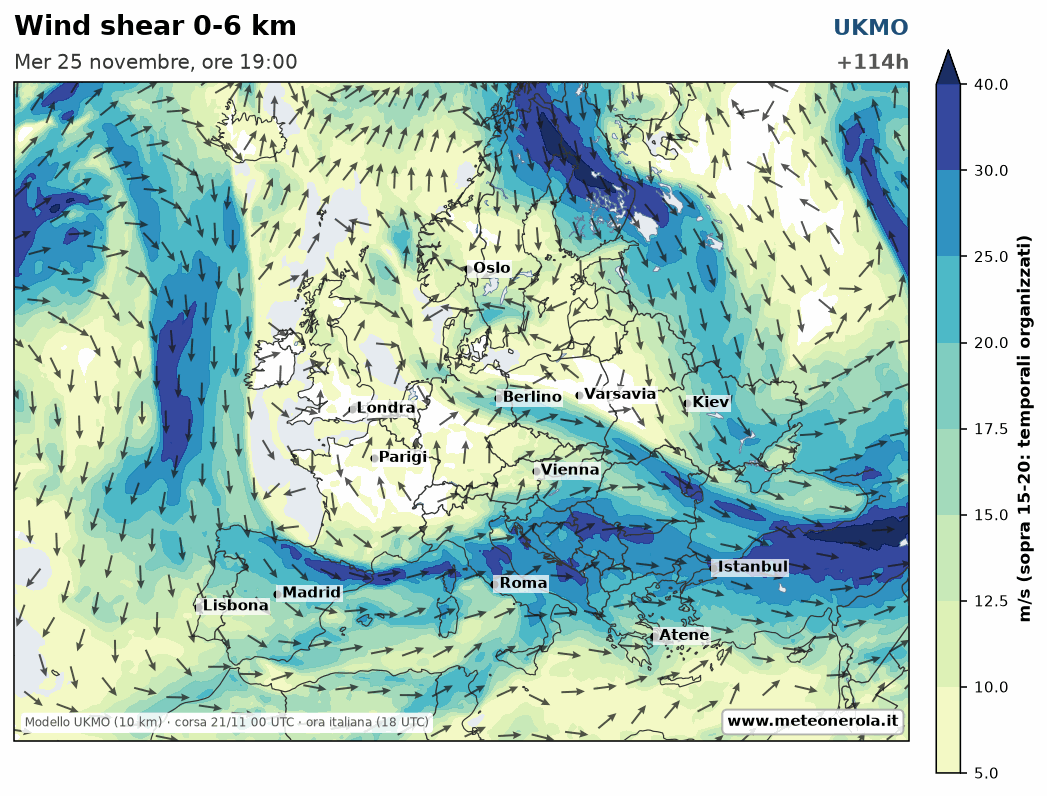 Wind shear 0-6 km
UKMO
Mer 25 novembre, ore 19:00
+114h
40.0
30.0
25.0
20.0
17.5
15.0
12.5
10.0
5.0
m/s (sopra 15-20: temporali organizzati)
Oslo
Berlino
Varsavia
Kiev
Londra
Parigi
Vienna
Istanbul
Roma
Madrid
Lisbona
Atene
Modello UKMO (10 km) · corsa 21/11 00 UTC · ora italiana (18 UTC)
www.meteonerola.it